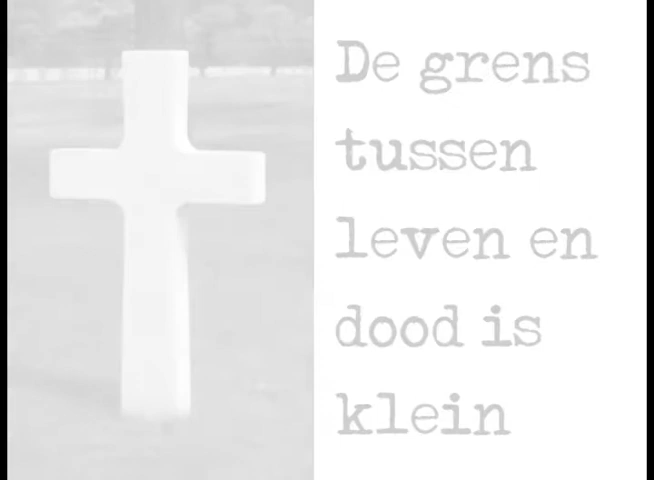 De grens
tussen
leven en
dood is
klein